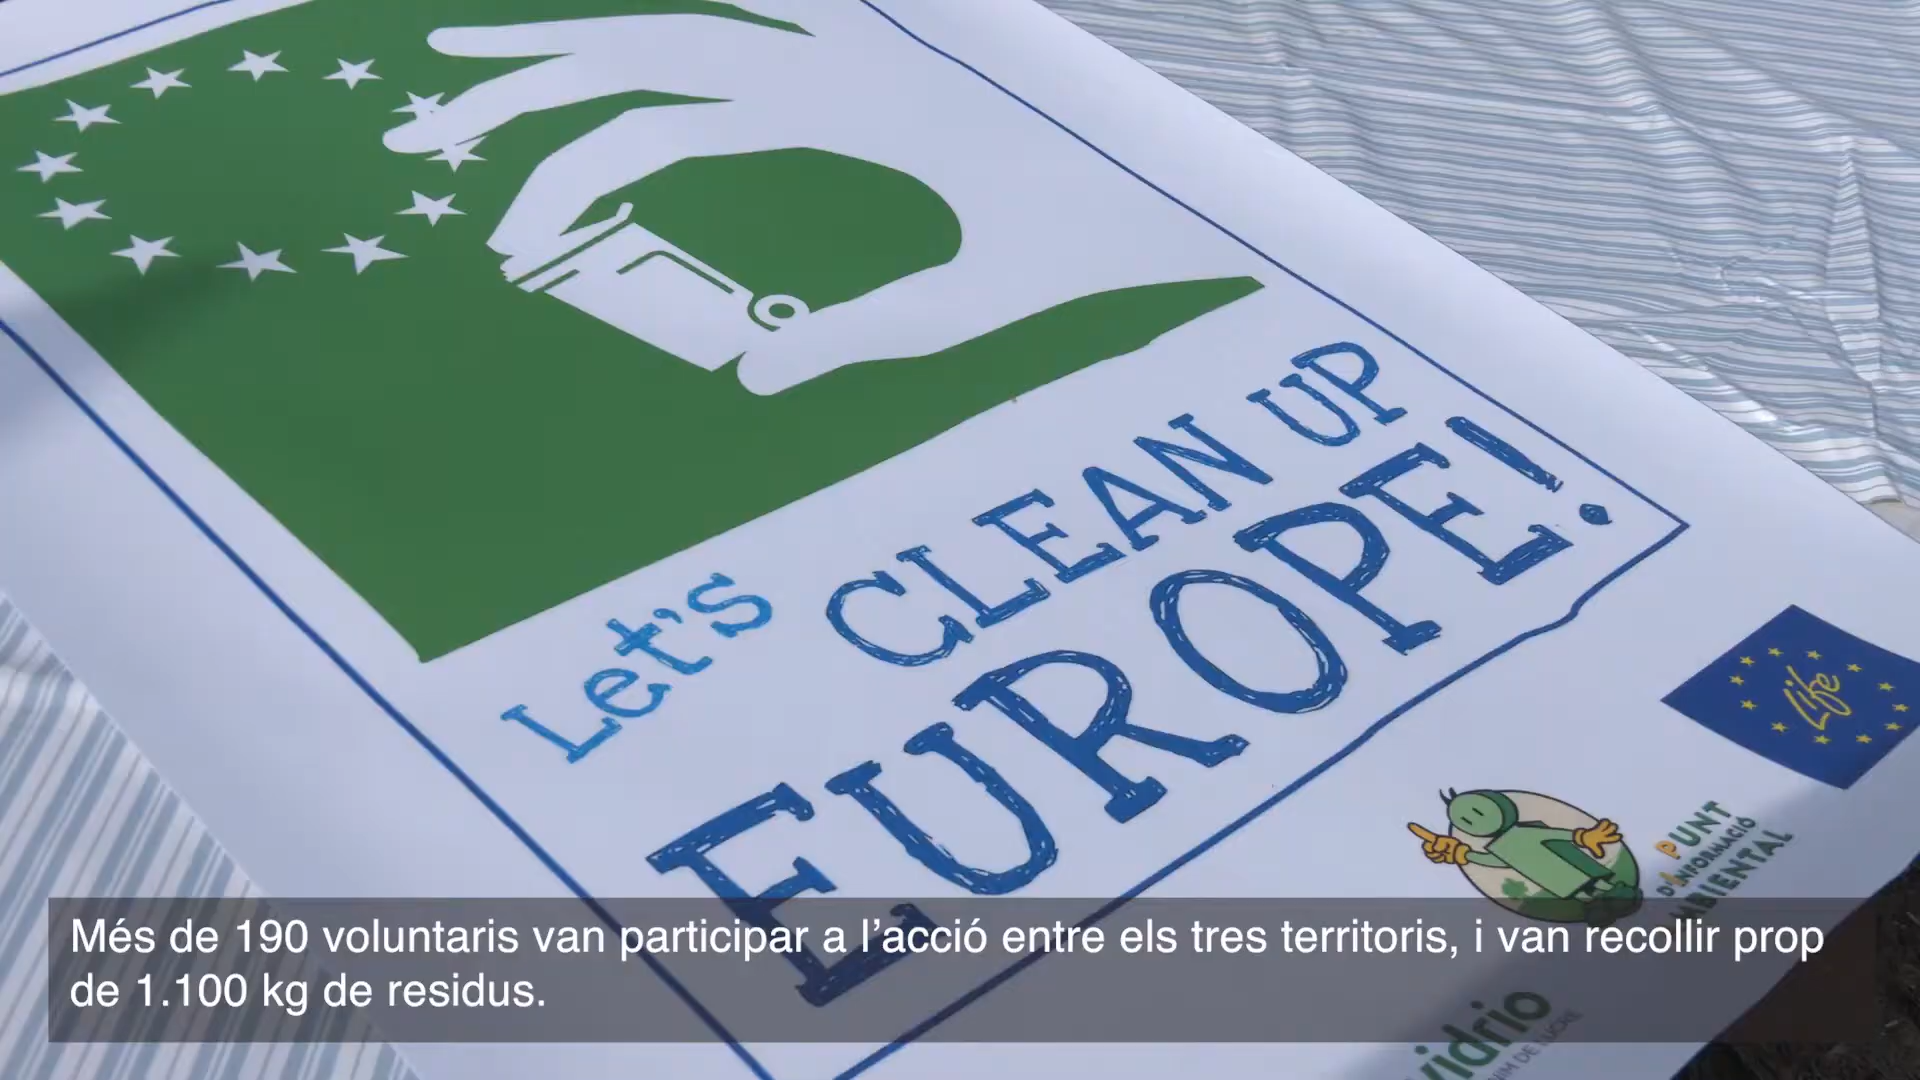 Let's CLEAN UP
EUROPE!
Life
PUNT
D'INFORMACIÓ
AMBIENTAL
Més de 190 voluntaris van participar a l’acció entre els tres territoris, i van recollir prop
de 1.100 kg de residus.
vidrio